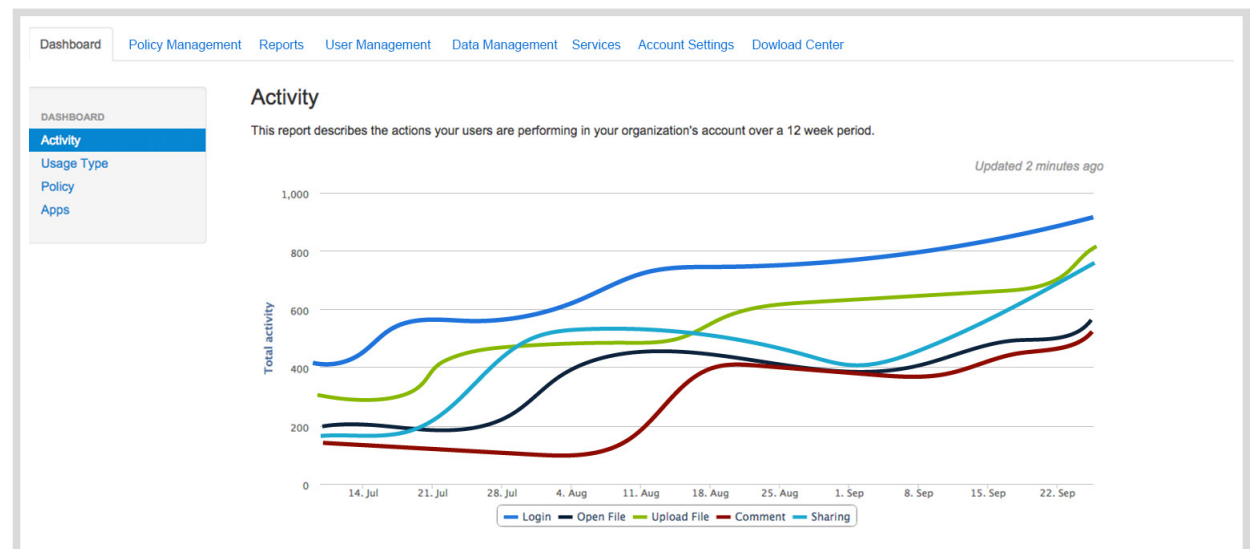 Dashboard Policy Management Reports User Management Data Management Services Account Settings Dowload Center
DASHBOARD
Activity
Usage Type
Policy
Apps
Activity
This report describes the actions your users are performing in your organization's account over a 12 week period.
Updated 2 minutes ago
Total activity
1,000
800
600
400
200
0
14. Jul 21. Jul 28. Jul 4. Aug 11. Aug 18. Aug 25. Aug 1. Sep 8. Sep 15. Sep 22. Sep
Login Open File Upload File Comment Sharing